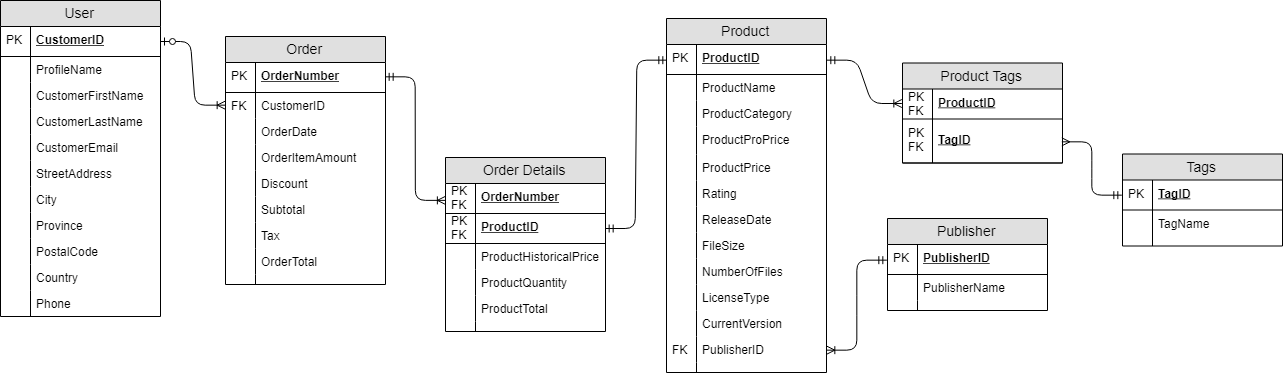 User
PK CustomerID
ProfileName
CustomerFirstName
CustomerLastName
CustomerEmail
StreetAddress
City
Province
PostalCode
Country
Phone
Order
PK OrderNumber
FK CustomerID
OrderDate
OrderItemAmount
Discount
Subtotal
Tax
OrderTotal
Order Details
PK
FK
OrderNumber
PK
FK
ProductID
ProductHistoricalPrice
ProductQuantity
ProductTotal
Product
PK ProductID
ProductName
ProductCategory
ProductProPrice
ProductPrice
Rating
ReleaseDate
FileSize
NumberOfFiles
LicenseType
CurrentVersion
FK PublisherID
Product Tags
PK
FK
ProductID
PK
FK
TagID
Publisher
PK PublisherID
PublisherName
Tags
PK TagID
TagName